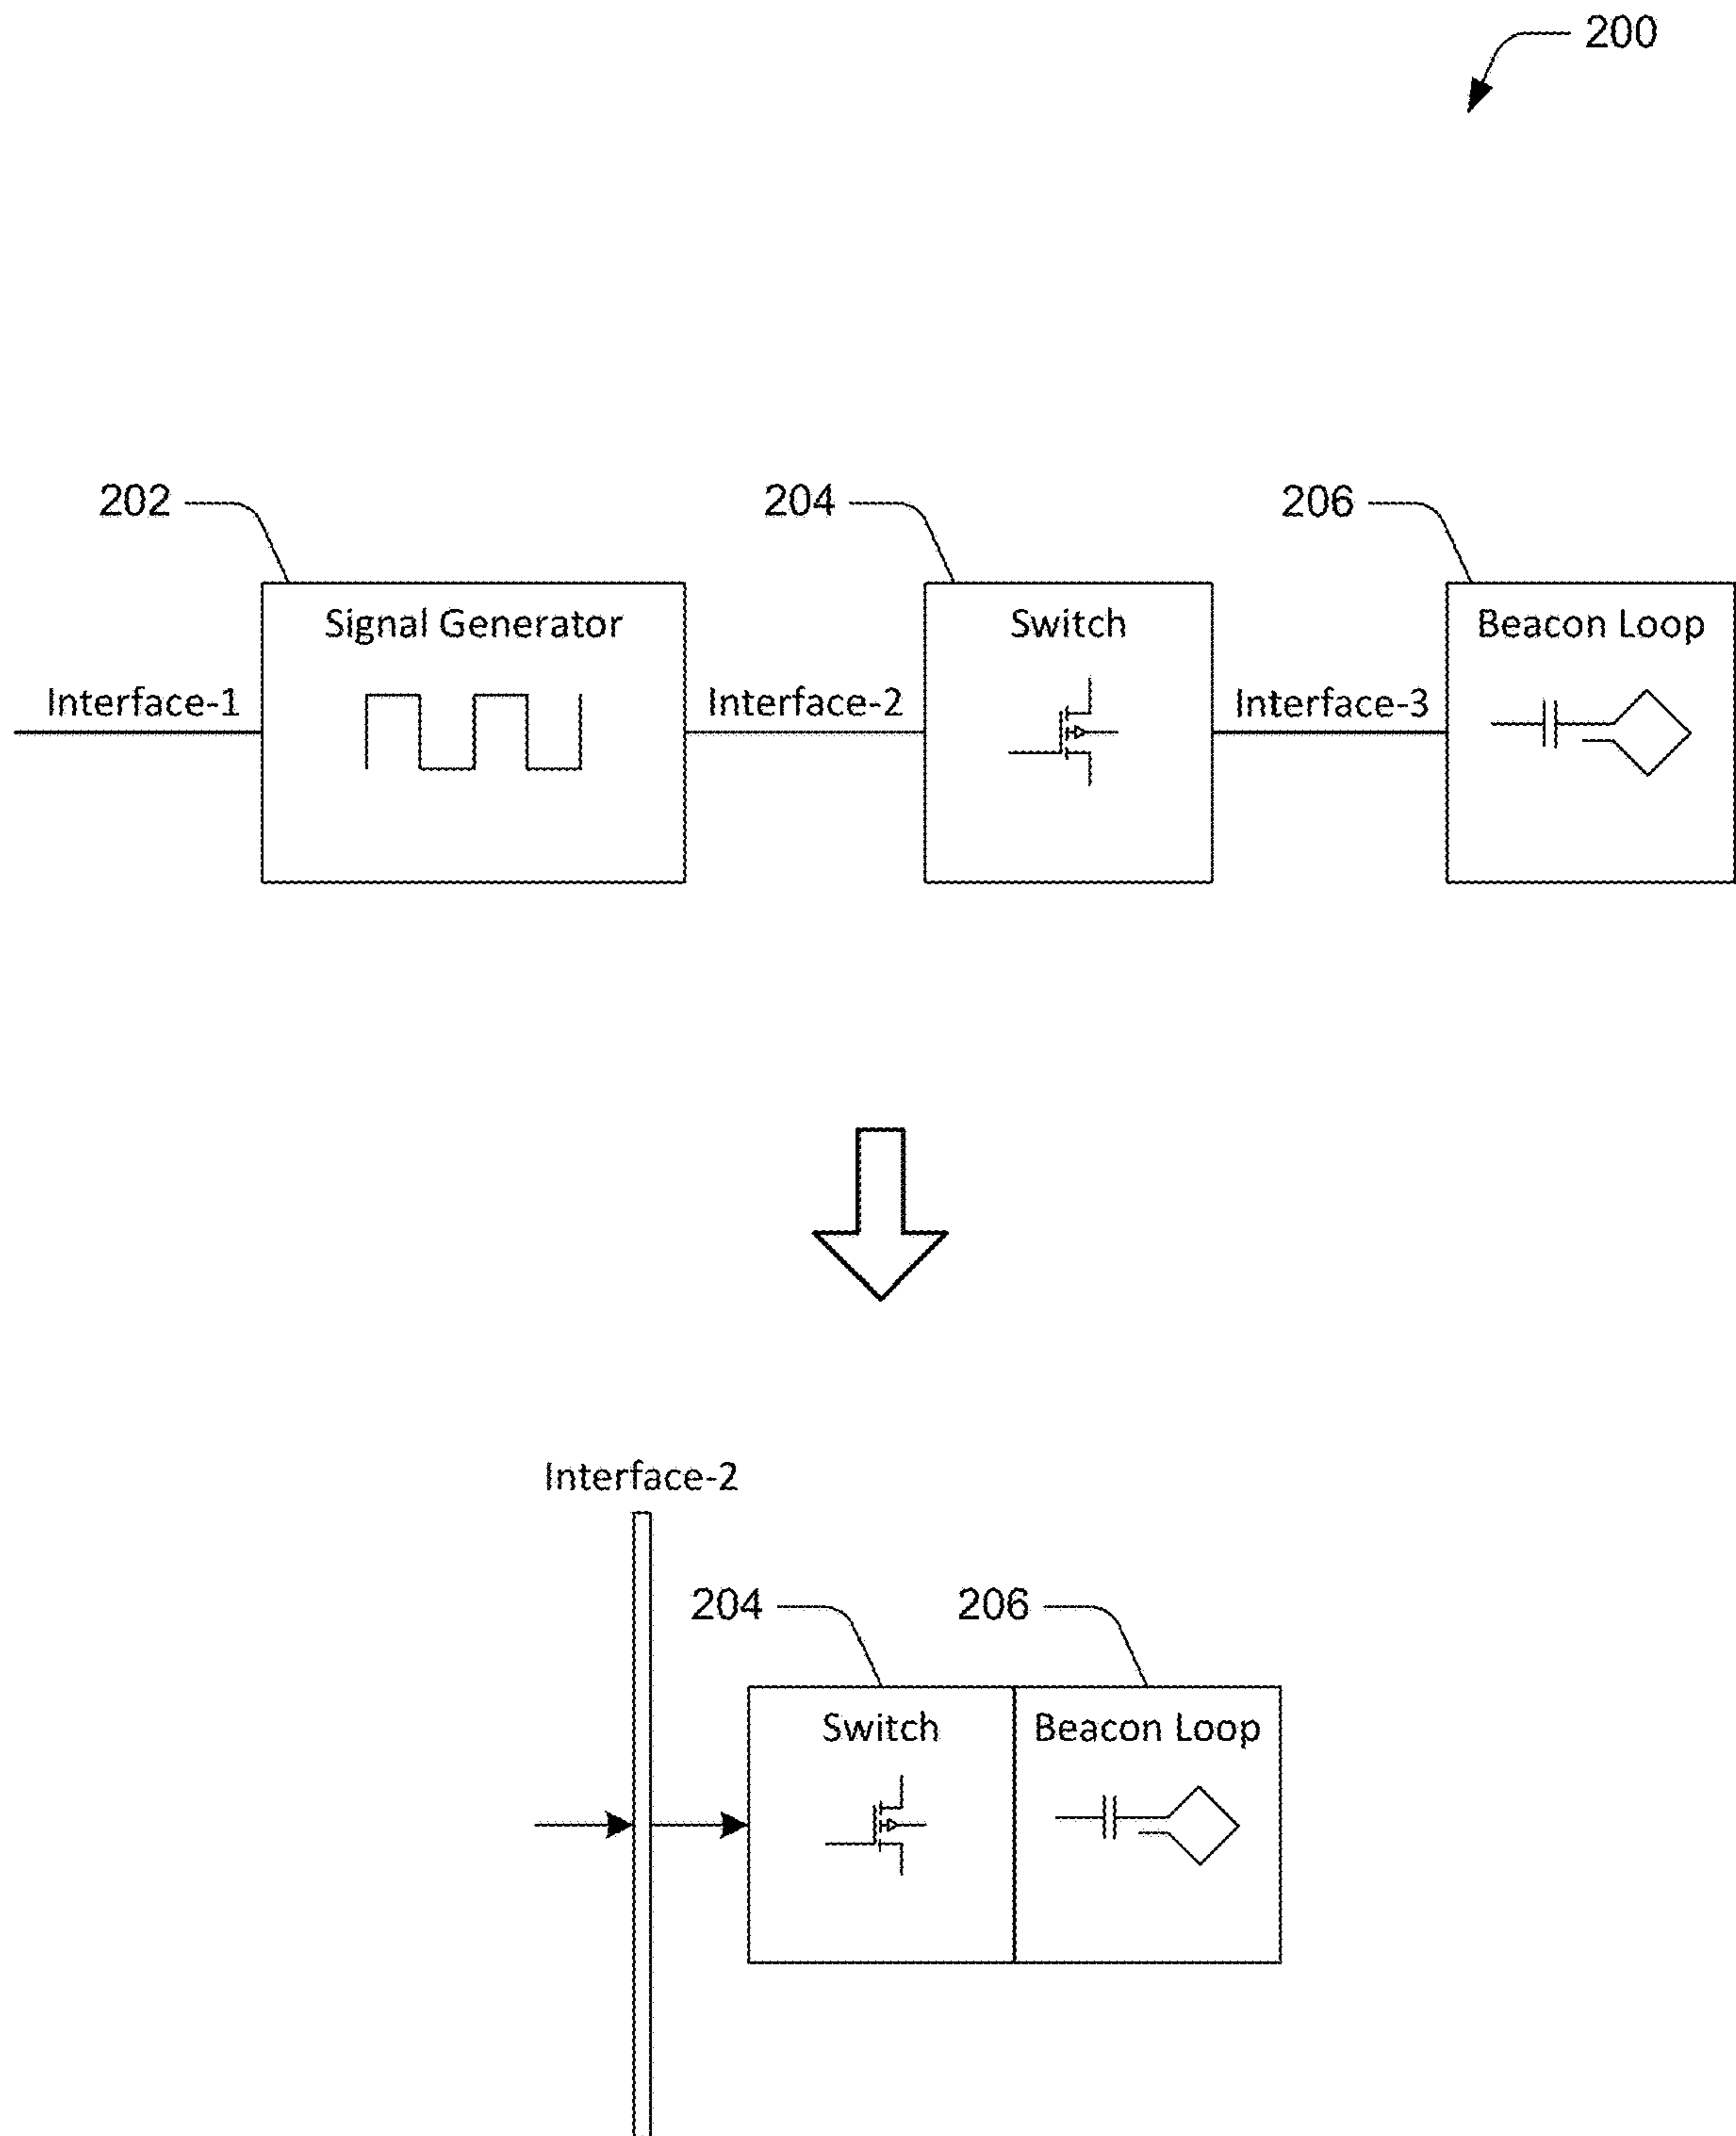 200
202
204
206
Signal Generator
Switch
Beacon Loop
Interface-1
Interface-2
Interface-3
Interface-2
204
206
Switch
Beacon Loop